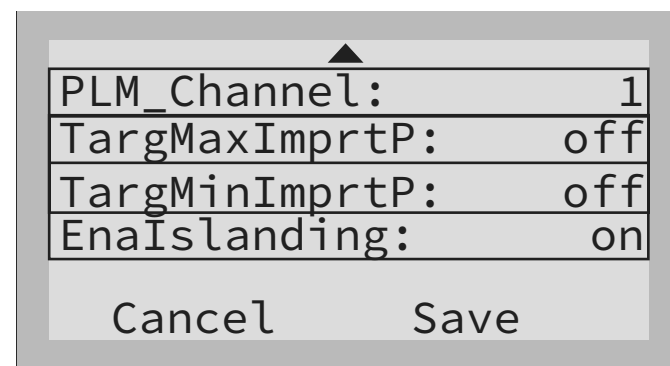 PLM_Channel: 1
TargMaxImprtP: off
TargMinImprtP: off
EnaIslanding: on
Cancel Save